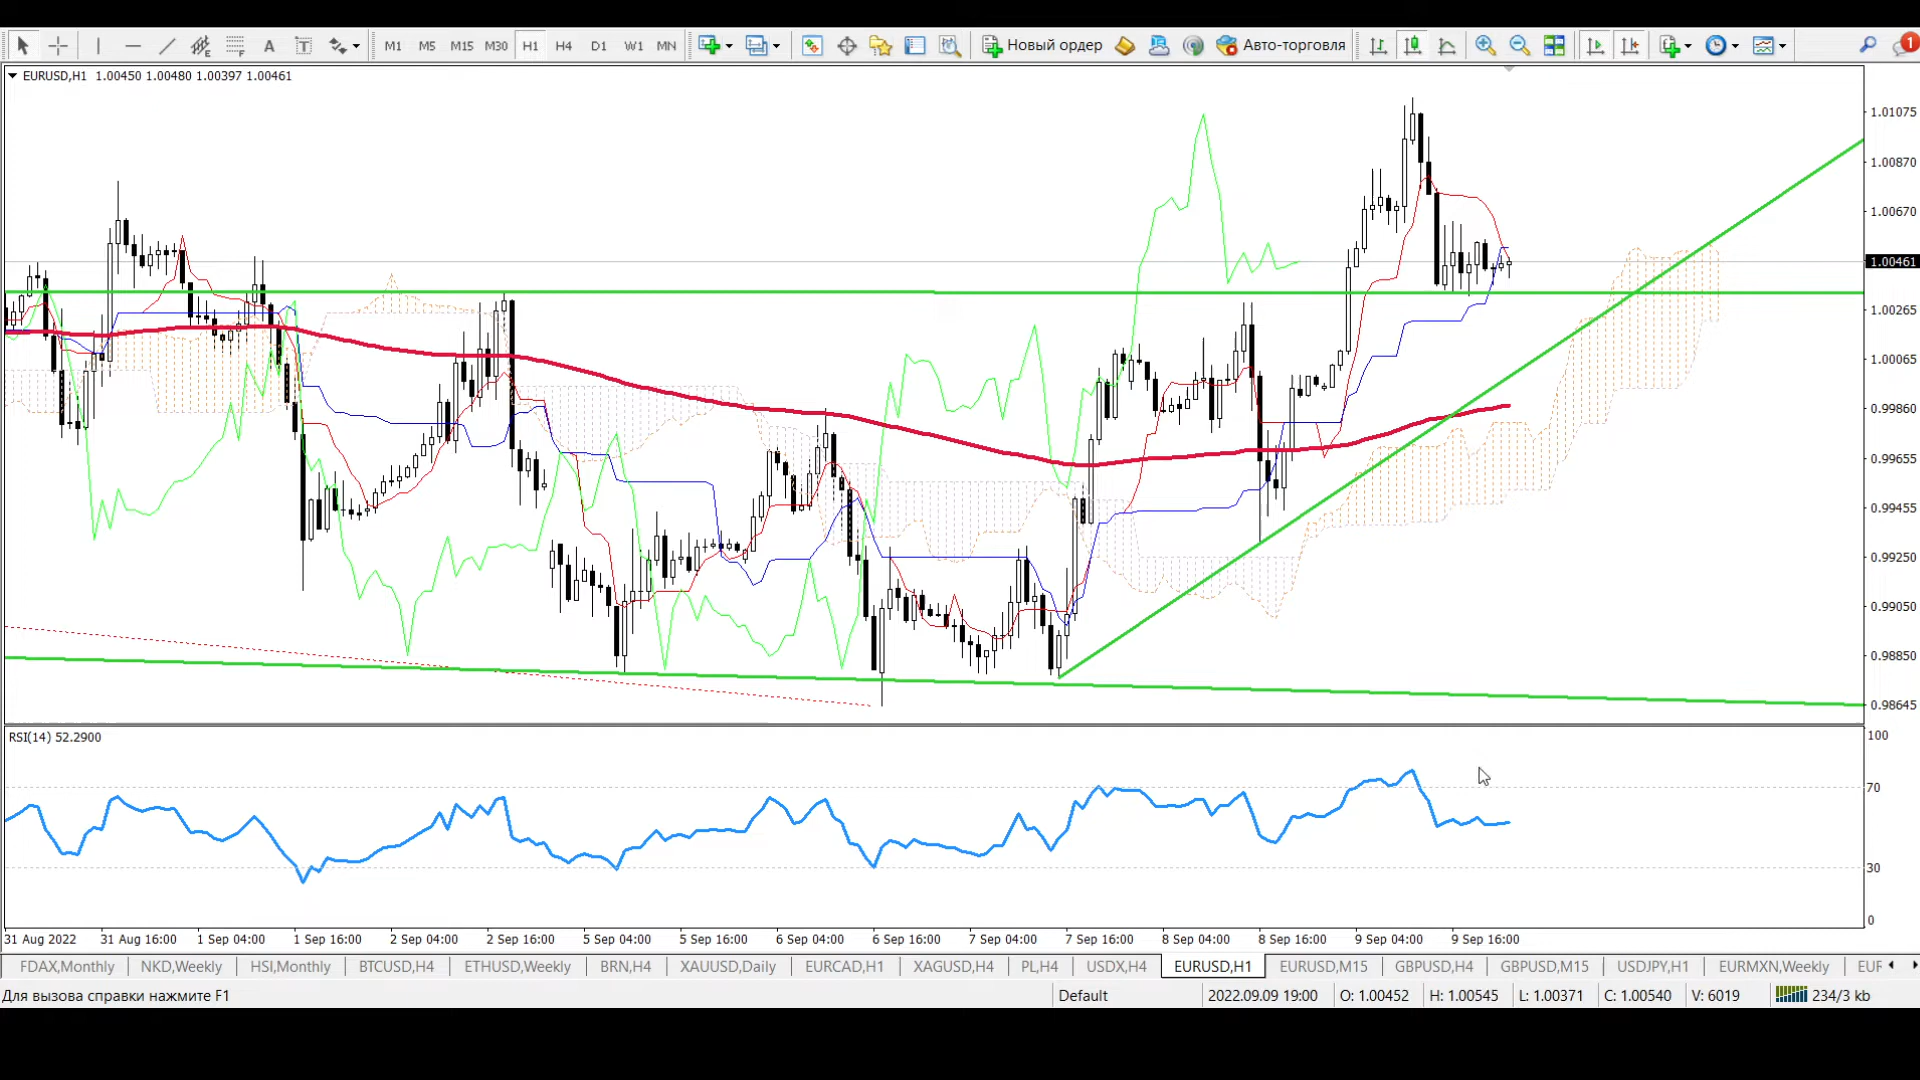 A T M1 M5 M15 M30 H1 H4 D1 W1 MN Новый ордер Авто-торговля 1
EURUSD,H1 1.00450 1.00480 1.00397 1.00461
1.01075
1.00870
1.00670
1.00461
1.00265
1.00065
0.99860
0.99655
0.99455
0.99250
0.99050
0.98850
0.98645
RSI(14) 52.2900
100
70
30
0
31 Aug 2022 31 Aug 16:00 1 Sep 04:00 1 Sep 16:00 2 Sep 04:00 2 Sep 16:00 5 Sep 04:00 5 Sep 16:00 6 Sep 04:00 6 Sep 16:00 7 Sep 04:00 7 Sep 16:00 8 Sep 04:00 8 Sep 16:00 9 Sep 04:00 9 Sep 16:00
FDAX,Monthly NKD,Weekly HSI,Monthly BTCUSD,H4 ETHUSD,Weekly BRN,H4 XAUUSD,Daily EURCAD,H1 XAGUSD,H4 PL,H4 USDX,H4 EURUSD,H1 EURUSD,M15 GBPUSD,H4 GBPUSD,M15 USDJPY,H1 EURMXN,Weekly EUR
Для вызова справки нажмите F1 Default 2022.09.09 19:00 O: 1.00452 H: 1.00545 L: 1.00371 C: 1.00540 V: 6019 234/3 kb